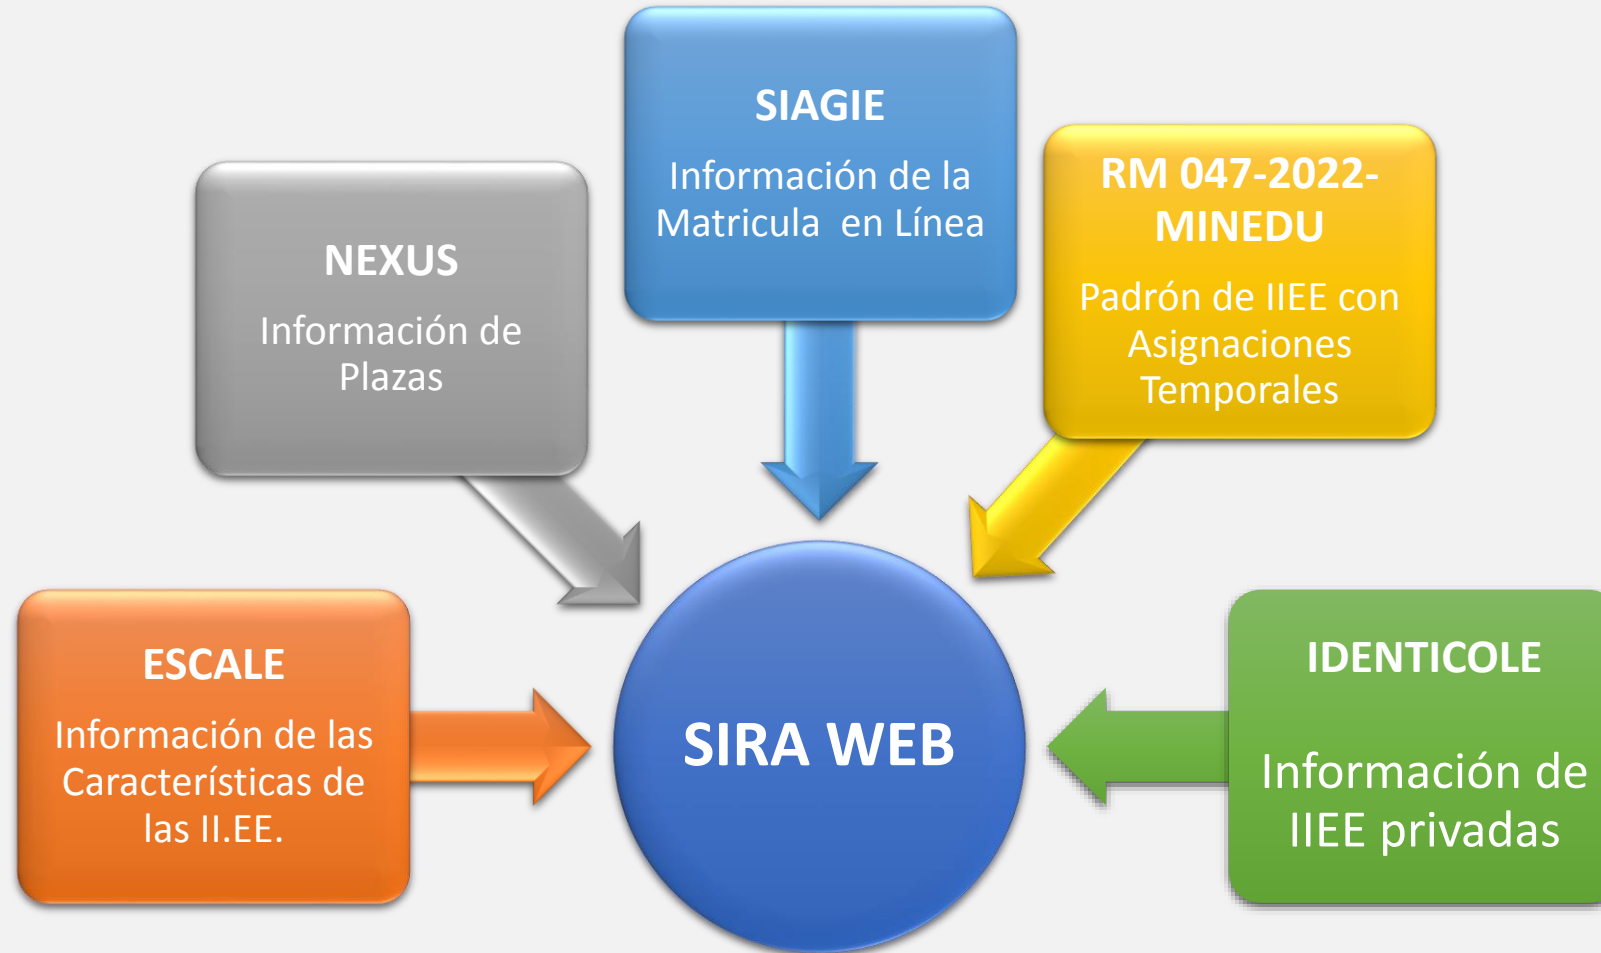 SIAGIE
Información de la
Matricula en Línea
RM 047-2022-
MINEDU
Padrón de IIEE con
Asignaciones
Temporales
NEXUS
Información de
Plazas
ESCALE
Información de las
Características de
las II.EE.
SIRA WEB
IDENTICOLE
Información de
IIEE privadas